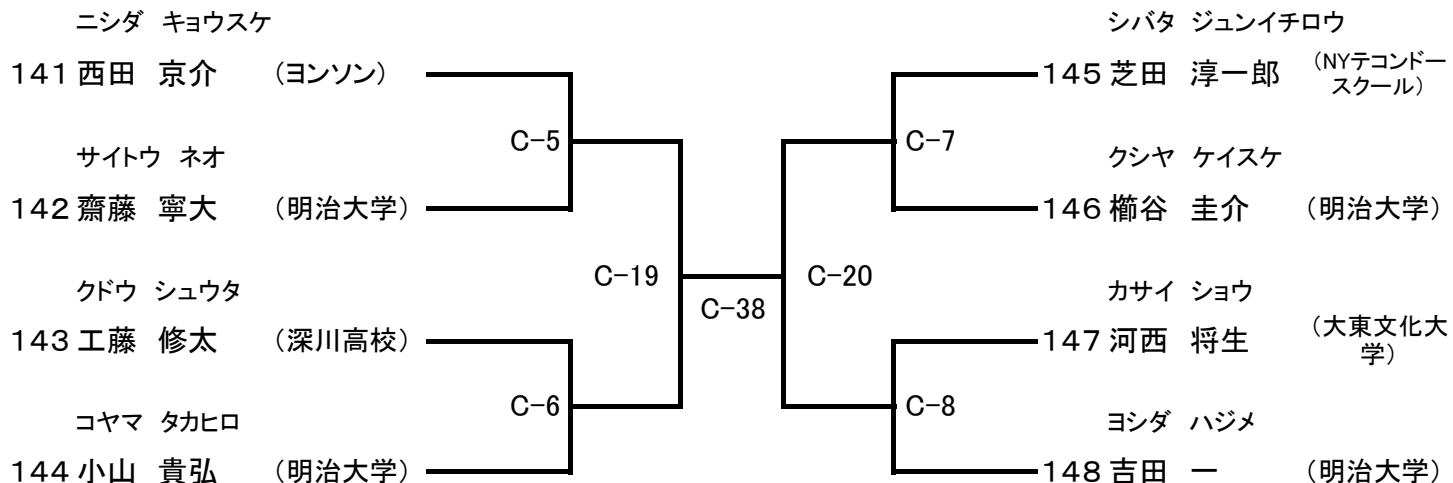 ニシダ キョウスケ
141 西田 京介 （ヨンソン）
C-5
サイトウ ネオ
142 齋藤 寧大 （明治大学）
C-19
クドウ シュウタ
143 工藤 修太 （深川高校）
C-6
コヤマ タカヒロ
144 小山 貴弘 （明治大学）
C-38
シバタ ジュンイチロウ
145 芝田 淳一郎 （NYテコンドー
スクール）
C-7
クシヤ ケイスケ
146 櫛谷 圭介 （明治大学）
C-20
カサイ ショウ
147 河西 将生 （大東文化大
学）
C-8
ヨシダ ハジメ
148 吉田 一 （明治大学）